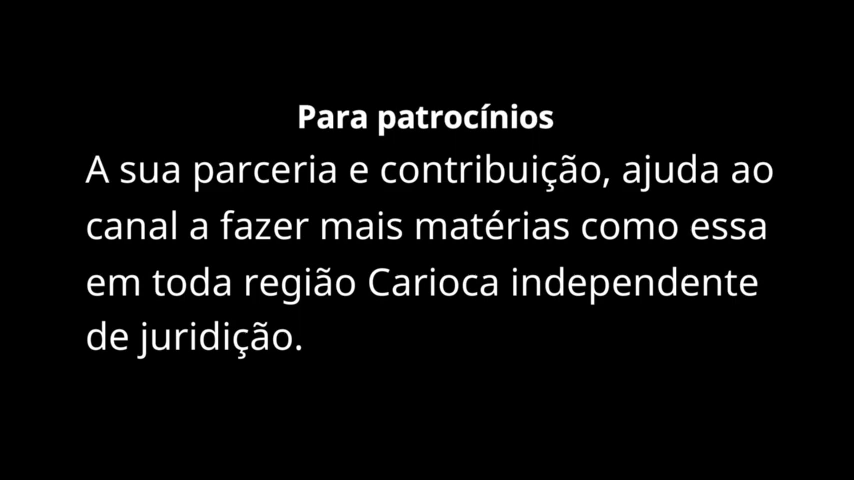 Para patrocínios
A sua parceria e contribuição, ajuda ao
canal a fazer mais matérias como essa
em toda região Carioca independente
de juridição.